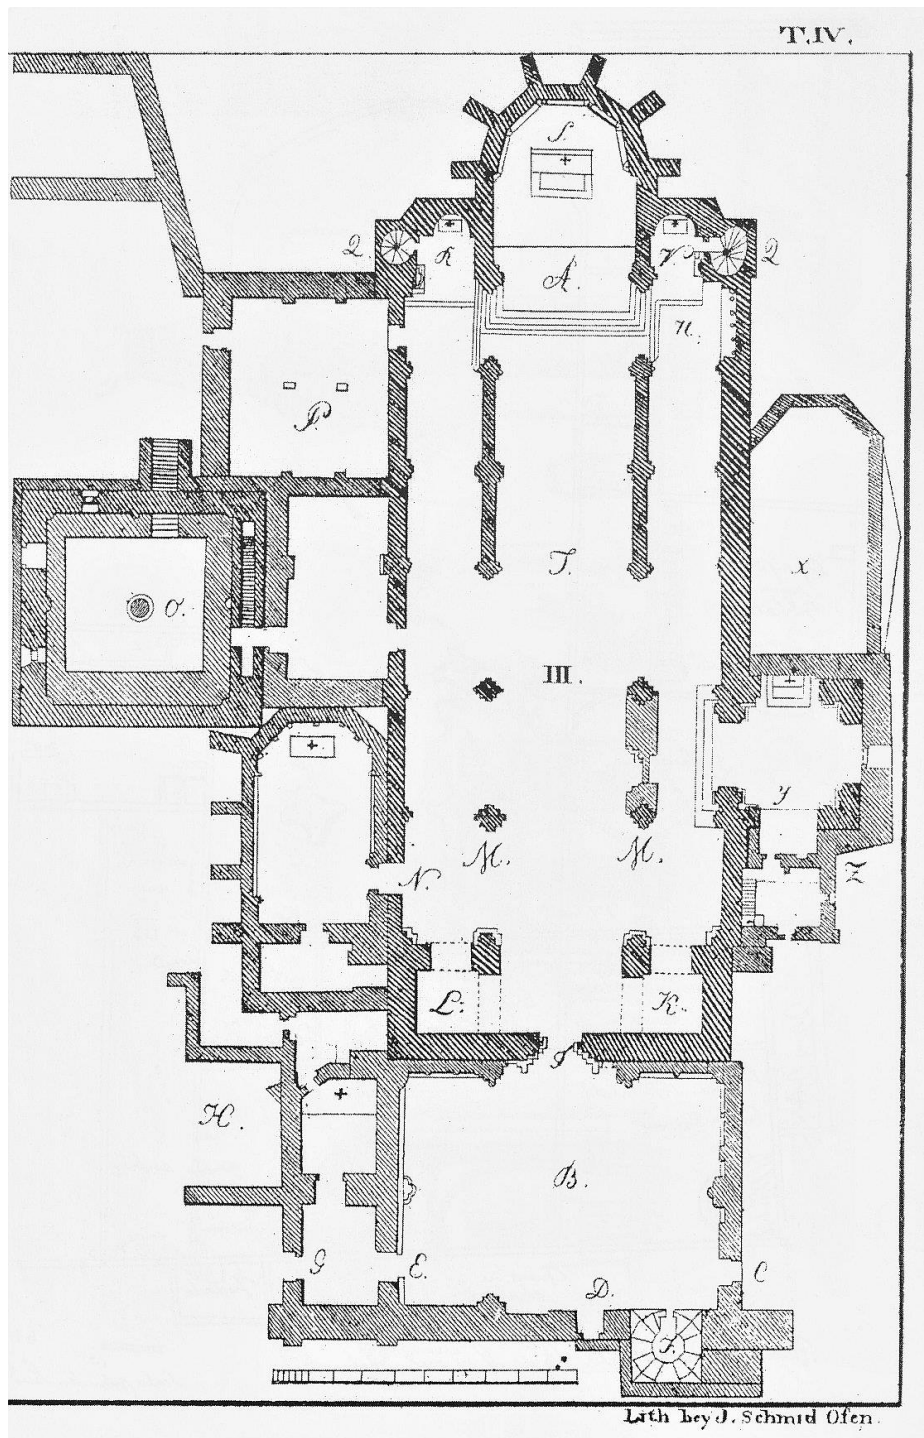 T.IV.
S.
Q
R
A.
V
Q
U.
P.
X.
O.
T.
III.
Y
M.
M.
N.
Z
L.
K.
J
H.
B.
G
E.
C
D.
F.
Lith bey J. Schmid Ofen.